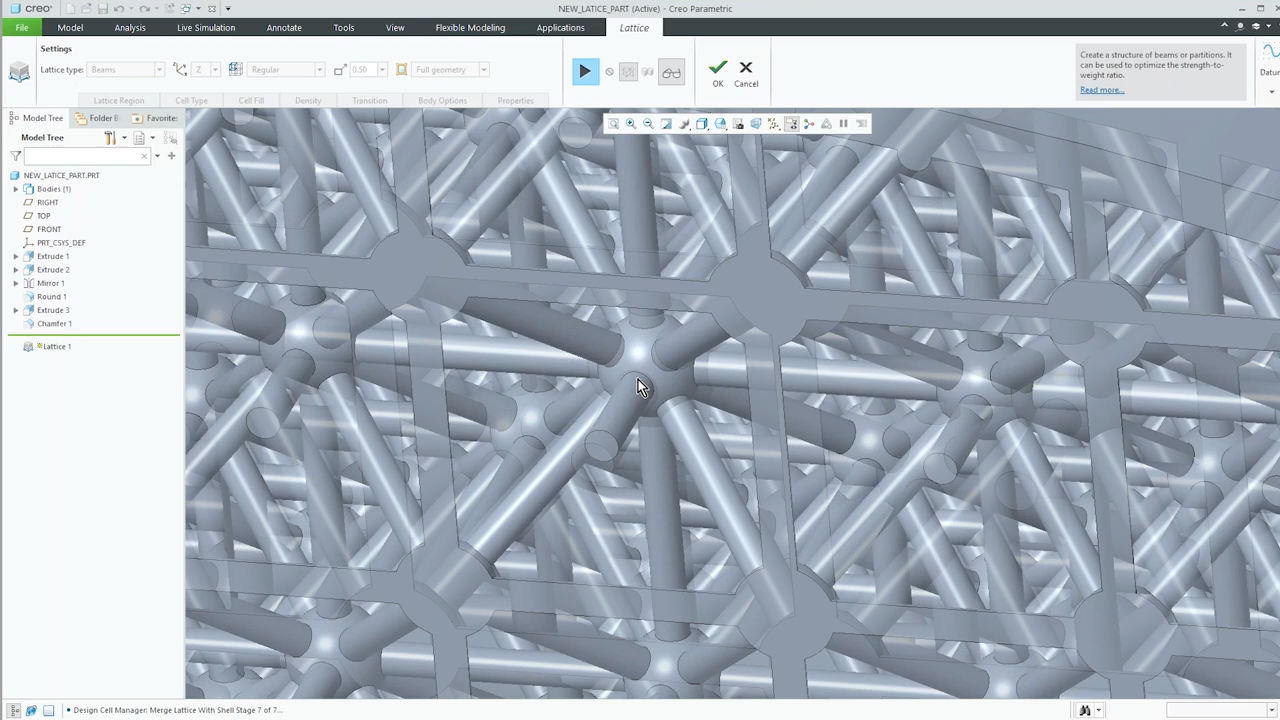 creo
NEW_LATICE_PART (Active) - Creo Parametric
File Model Analysis Live Simulation Annotate Tools View Flexible Modeling Applications Lattice
Settings
Lattice type: Beams Z Regular 0.50 Full geometry
OK Cancel
Create a structure of beams or partitions. It
can be used to optimize the strength-to-
weight ratio.
Read more...
Datur
Lattice Region Cell Type Cell Fill Density Transition Body Options Properties
Model Tree Folder B Favorite:
Model Tree
NEW_LATICE_PART.PRT
Bodies (1)
RIGHT
TOP
FRONT
PRT_CSYS_DEF
Extrude 1
Extrude 2
Mirror 1
Round 1
Extrude 3
Chamfer 1
Lattice 1
• Design Cell Manager: Merge Lattice With Shell Stage 7 of 7...